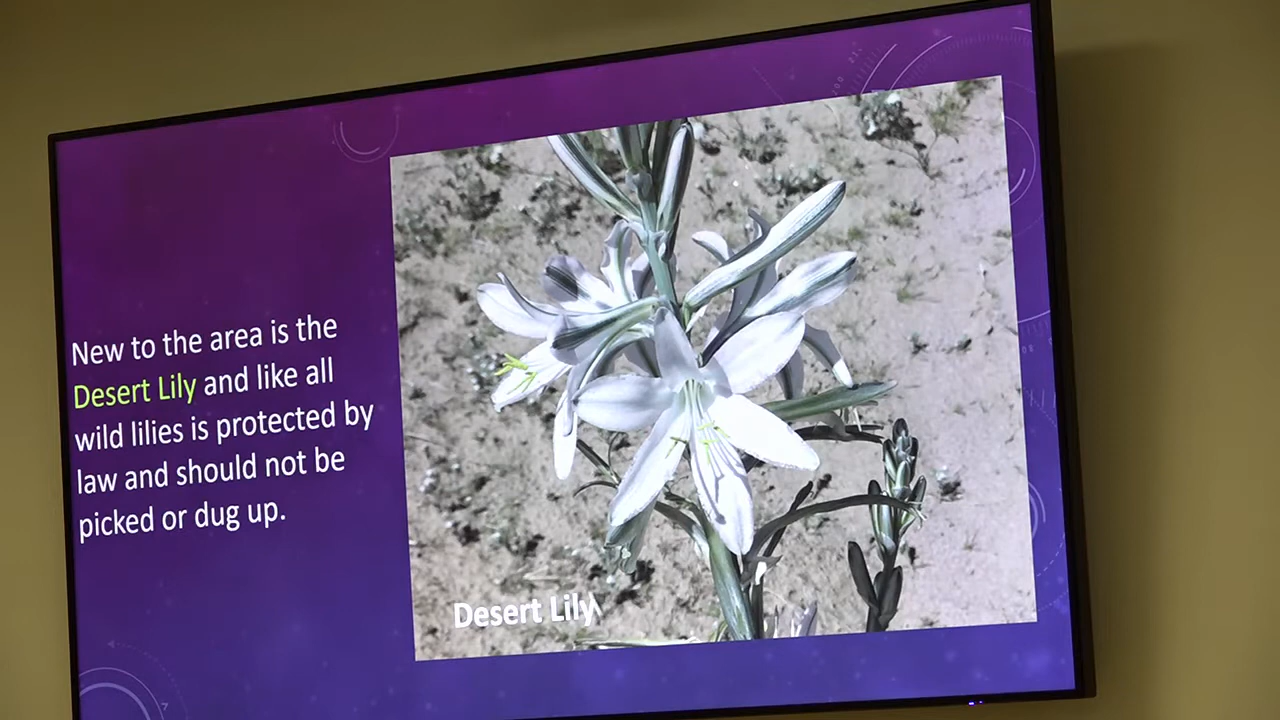 New to the area is the
Desert Lily and like all
wild lilies is protected by
law and should not be
picked or dug up.
Desert Lily